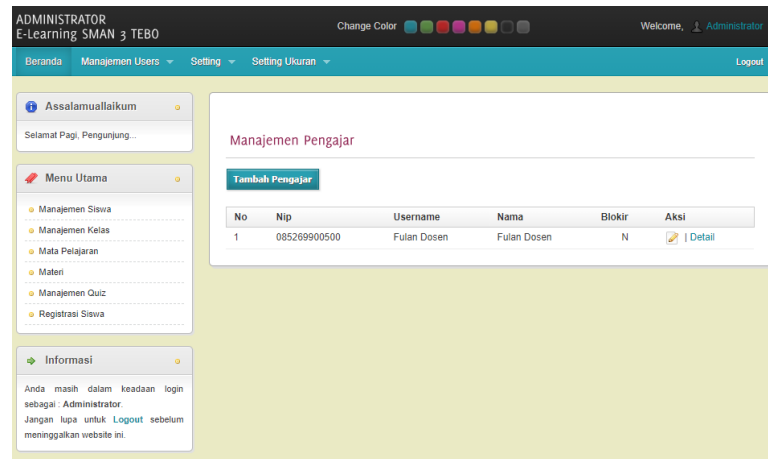 ADMINISTRATOR
E-Learning SMAN 3 TEBO
Change Color
Welcome, Administrator
Beranda Manajemen Users Setting Setting Ukuran Logout
Assalamuallaikum
Selamat Pagi, Pengunjung...
Menu Utama
Manajemen Siswa
Manajemen Kelas
Mata Pelajaran
Materi
Manajemen Quiz
Registrasi Siswa
Informasi
Anda masih dalam keadaan login
sebagai : Administrator.
Jangan lupa untuk Logout sebelum
meninggalkan website ini.
Manajemen Pengajar
Tambah Pengajar
No Nip Username Nama Blokir Aksi
1 085269900500 Fulan Dosen Fulan Dosen N | Detail